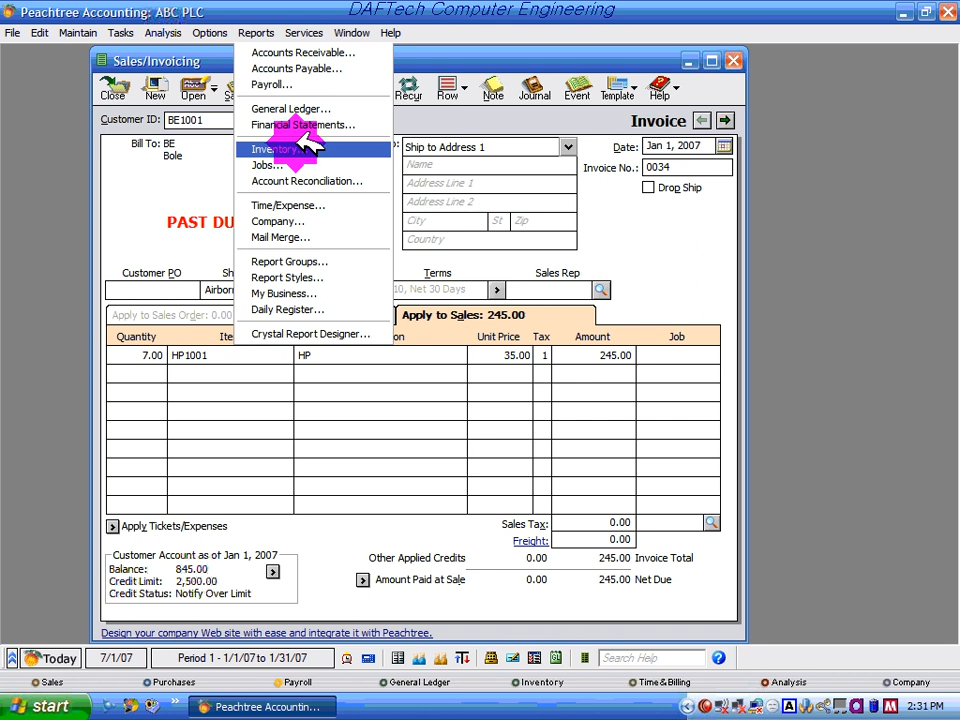 DAFTech Computer Engineering
Peachtree Accounting: ABC PLC
File Edit Maintain Tasks Analysis Options Reports Services Window Help
Sales/Invoicing
Accounts Receivable...
Accounts Payable...
Payroll...
General Ledger...
Financial Statements...
Inventory...
Jobs...
Account Reconciliation...
Time/Expense...
Company...
Mail Merge...
Report Groups...
Report Styles...
My Business...
Daily Register...
Crystal Report Designer...
Close New Open Recur Row Note Journal Event Template Help
Customer ID: BE1001
Invoice
Bill To: BE
Bole
Ship to Address 1
Name
Address Line 1
Address Line 2
City St Zip
Country
Date: Jan 1, 2007
Invoice No.: 0034
Drop Ship
PAST DU
Customer PO Sh Terms Sales Rep
Airbor 10, Net 30 Days
Apply to Sales Order: 0.00 Apply to Sales: 245.00
Quantity Ite on Unit Price Tax Amount Job
7.00 HP1001 HP 35.00 1 245.00
Apply Tickets/Expenses
Sales Tax: 0.00
Freight: 0.00
Customer Account as of Jan 1, 2007
Balance: 845.00
Credit Limit: 2,500.00
Credit Status: Notify Over Limit
Other Applied Credits 0.00 245.00 Invoice Total
Amount Paid at Sale 0.00 245.00 Net Due
Design your company Web site with ease and integrate it with Peachtree.
Today 7/1/07 Period 1 - 1/1/07 to 1/31/07 Search Help
Sales Purchases Payroll General Ledger Inventory Time & Billing Analysis Company
start Peachtree Accountin... 2:31 PM